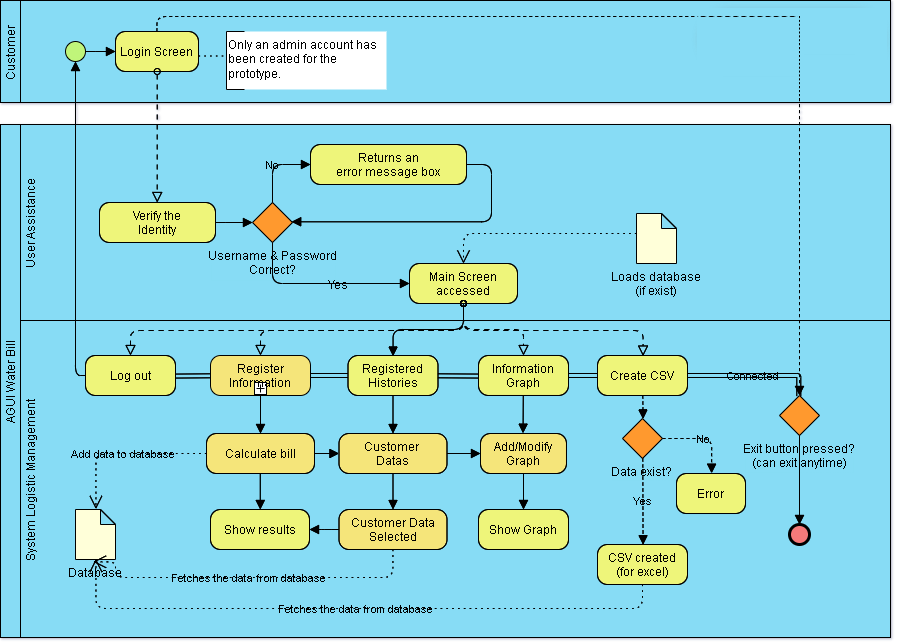 Customer
Login Screen
Only an admin account has
been created for the
prototype.
AGUI Water Bill
User Assistance
Returns an
error message box
No
Verify the
Identity
Username & Password
Correct?
Yes
Main Screen
accessed
Loads database
(if exist)
System Logistic Management
Log out
Register
Information
Registered
Histories
Information
Graph
Create CSV
Connected
Exit button pressed?
(can exit anytime)
Add data to database
Calculate bill
Customer
Datas
Add/Modify
Graph
Data exist?
No
Error
Yes
Show results
Customer Data
Selected
Show Graph
CSV created
(for excel)
Database
Fetches the data from database
Fetches the data from database